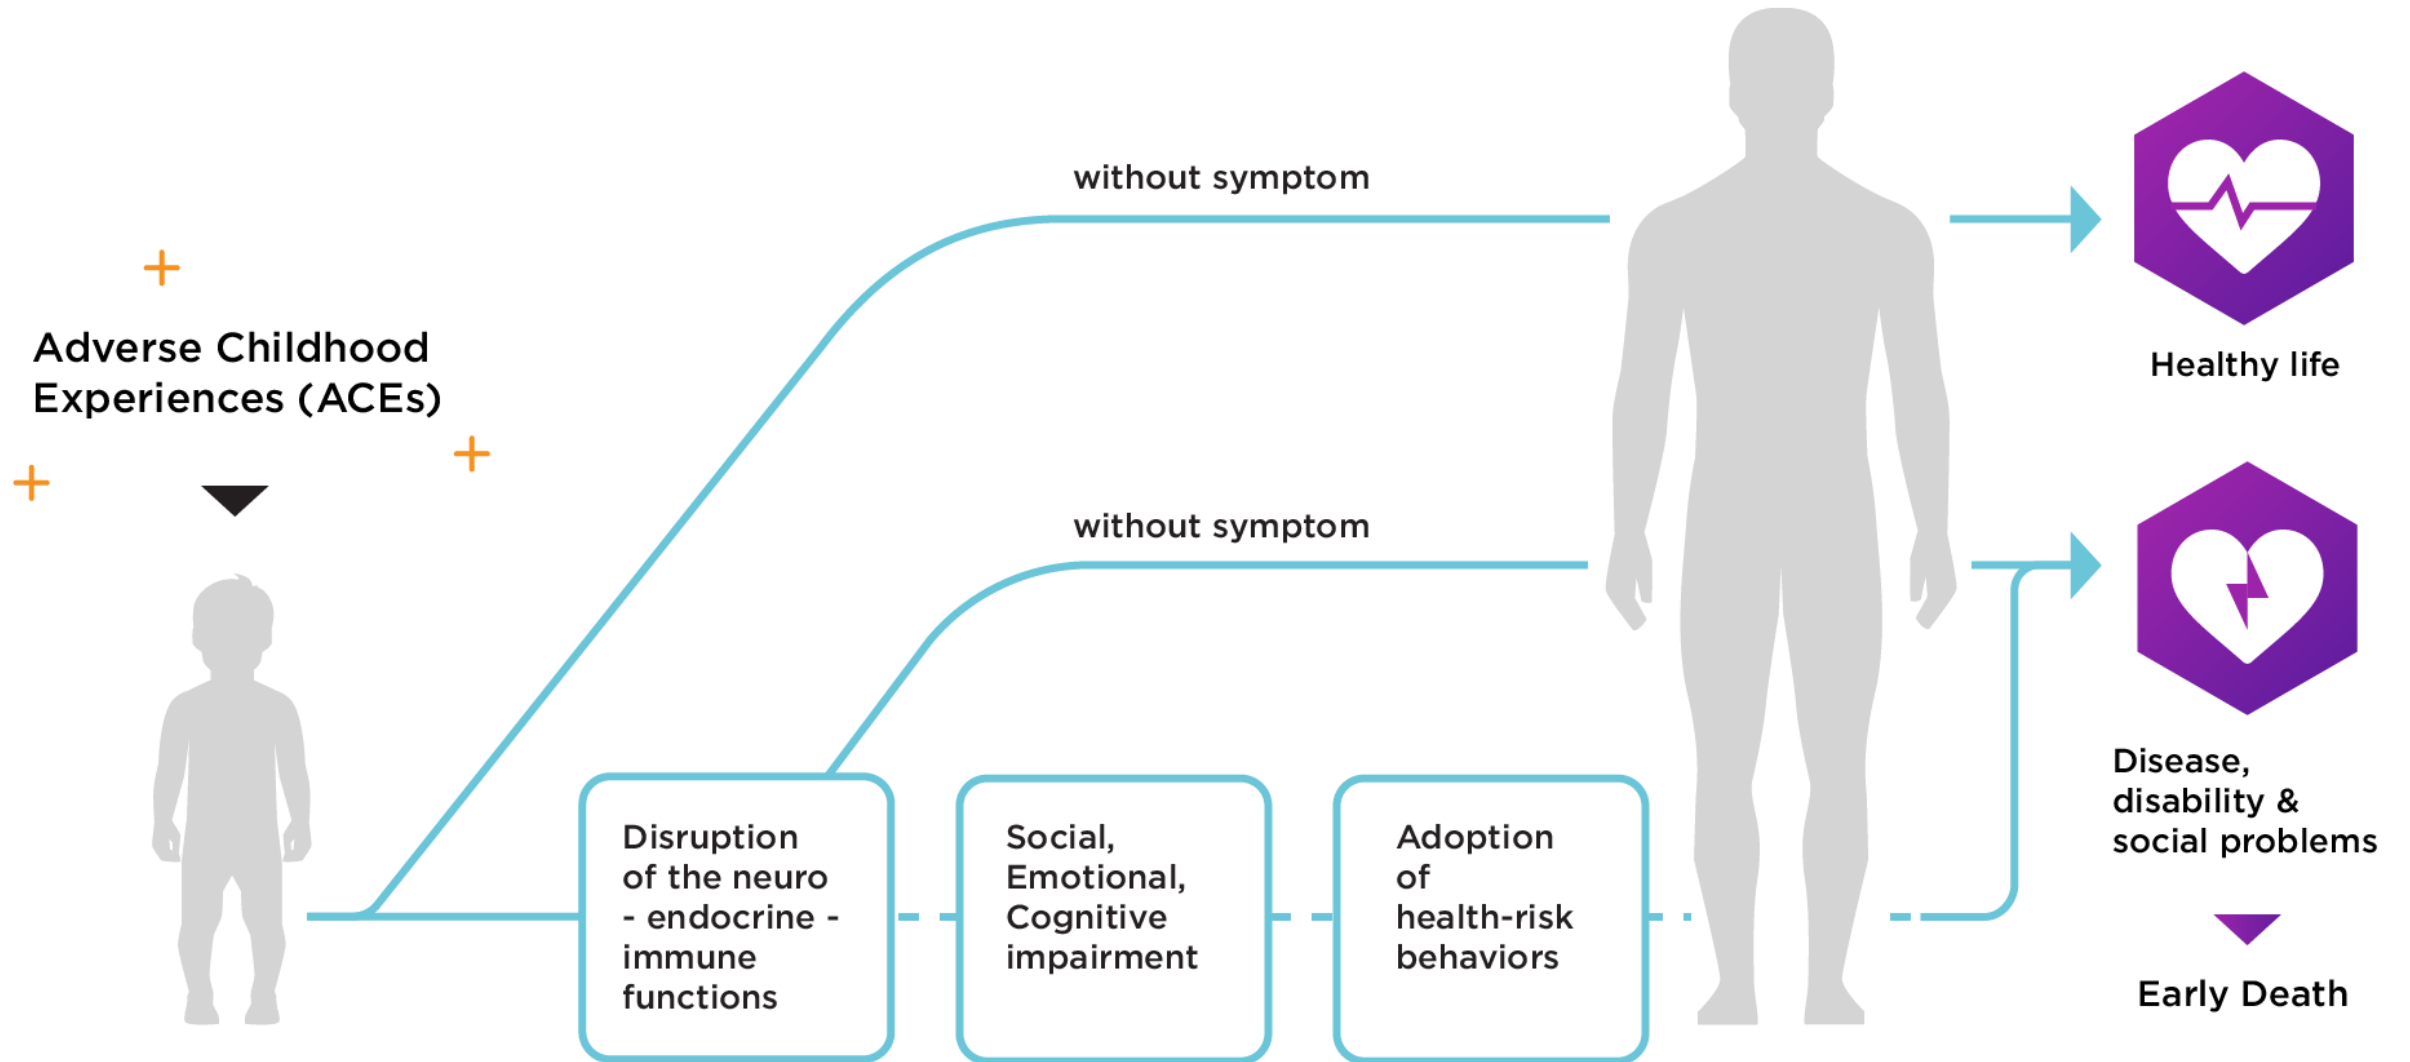 Adverse Childhood
Experiences (ACEs)
without symptom
without symptom
Disruption
of the neuro
- endocrine -
immune
functions
Social,
Emotional,
Cognitive
impairment
Adoption
of
health-risk
behaviors
Healthy life
Disease,
disability &
social problems
Early Death